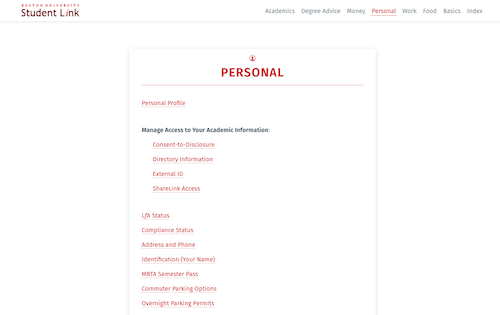 BOSTON UNIVERSITY
Student Link
Academics Degree Advice Money Personal Work Food Basics Index
PERSONAL
Personal Profile
Manage Access to Your Academic Information:
Consent-to-Disclosure
Directory Information
External ID
ShareLink Access
LfA Status
Compliance Status
Address and Phone
Identification (Your Name)
MBTA Semester Pass
Commuter Parking Options
Overnight Parking Permits